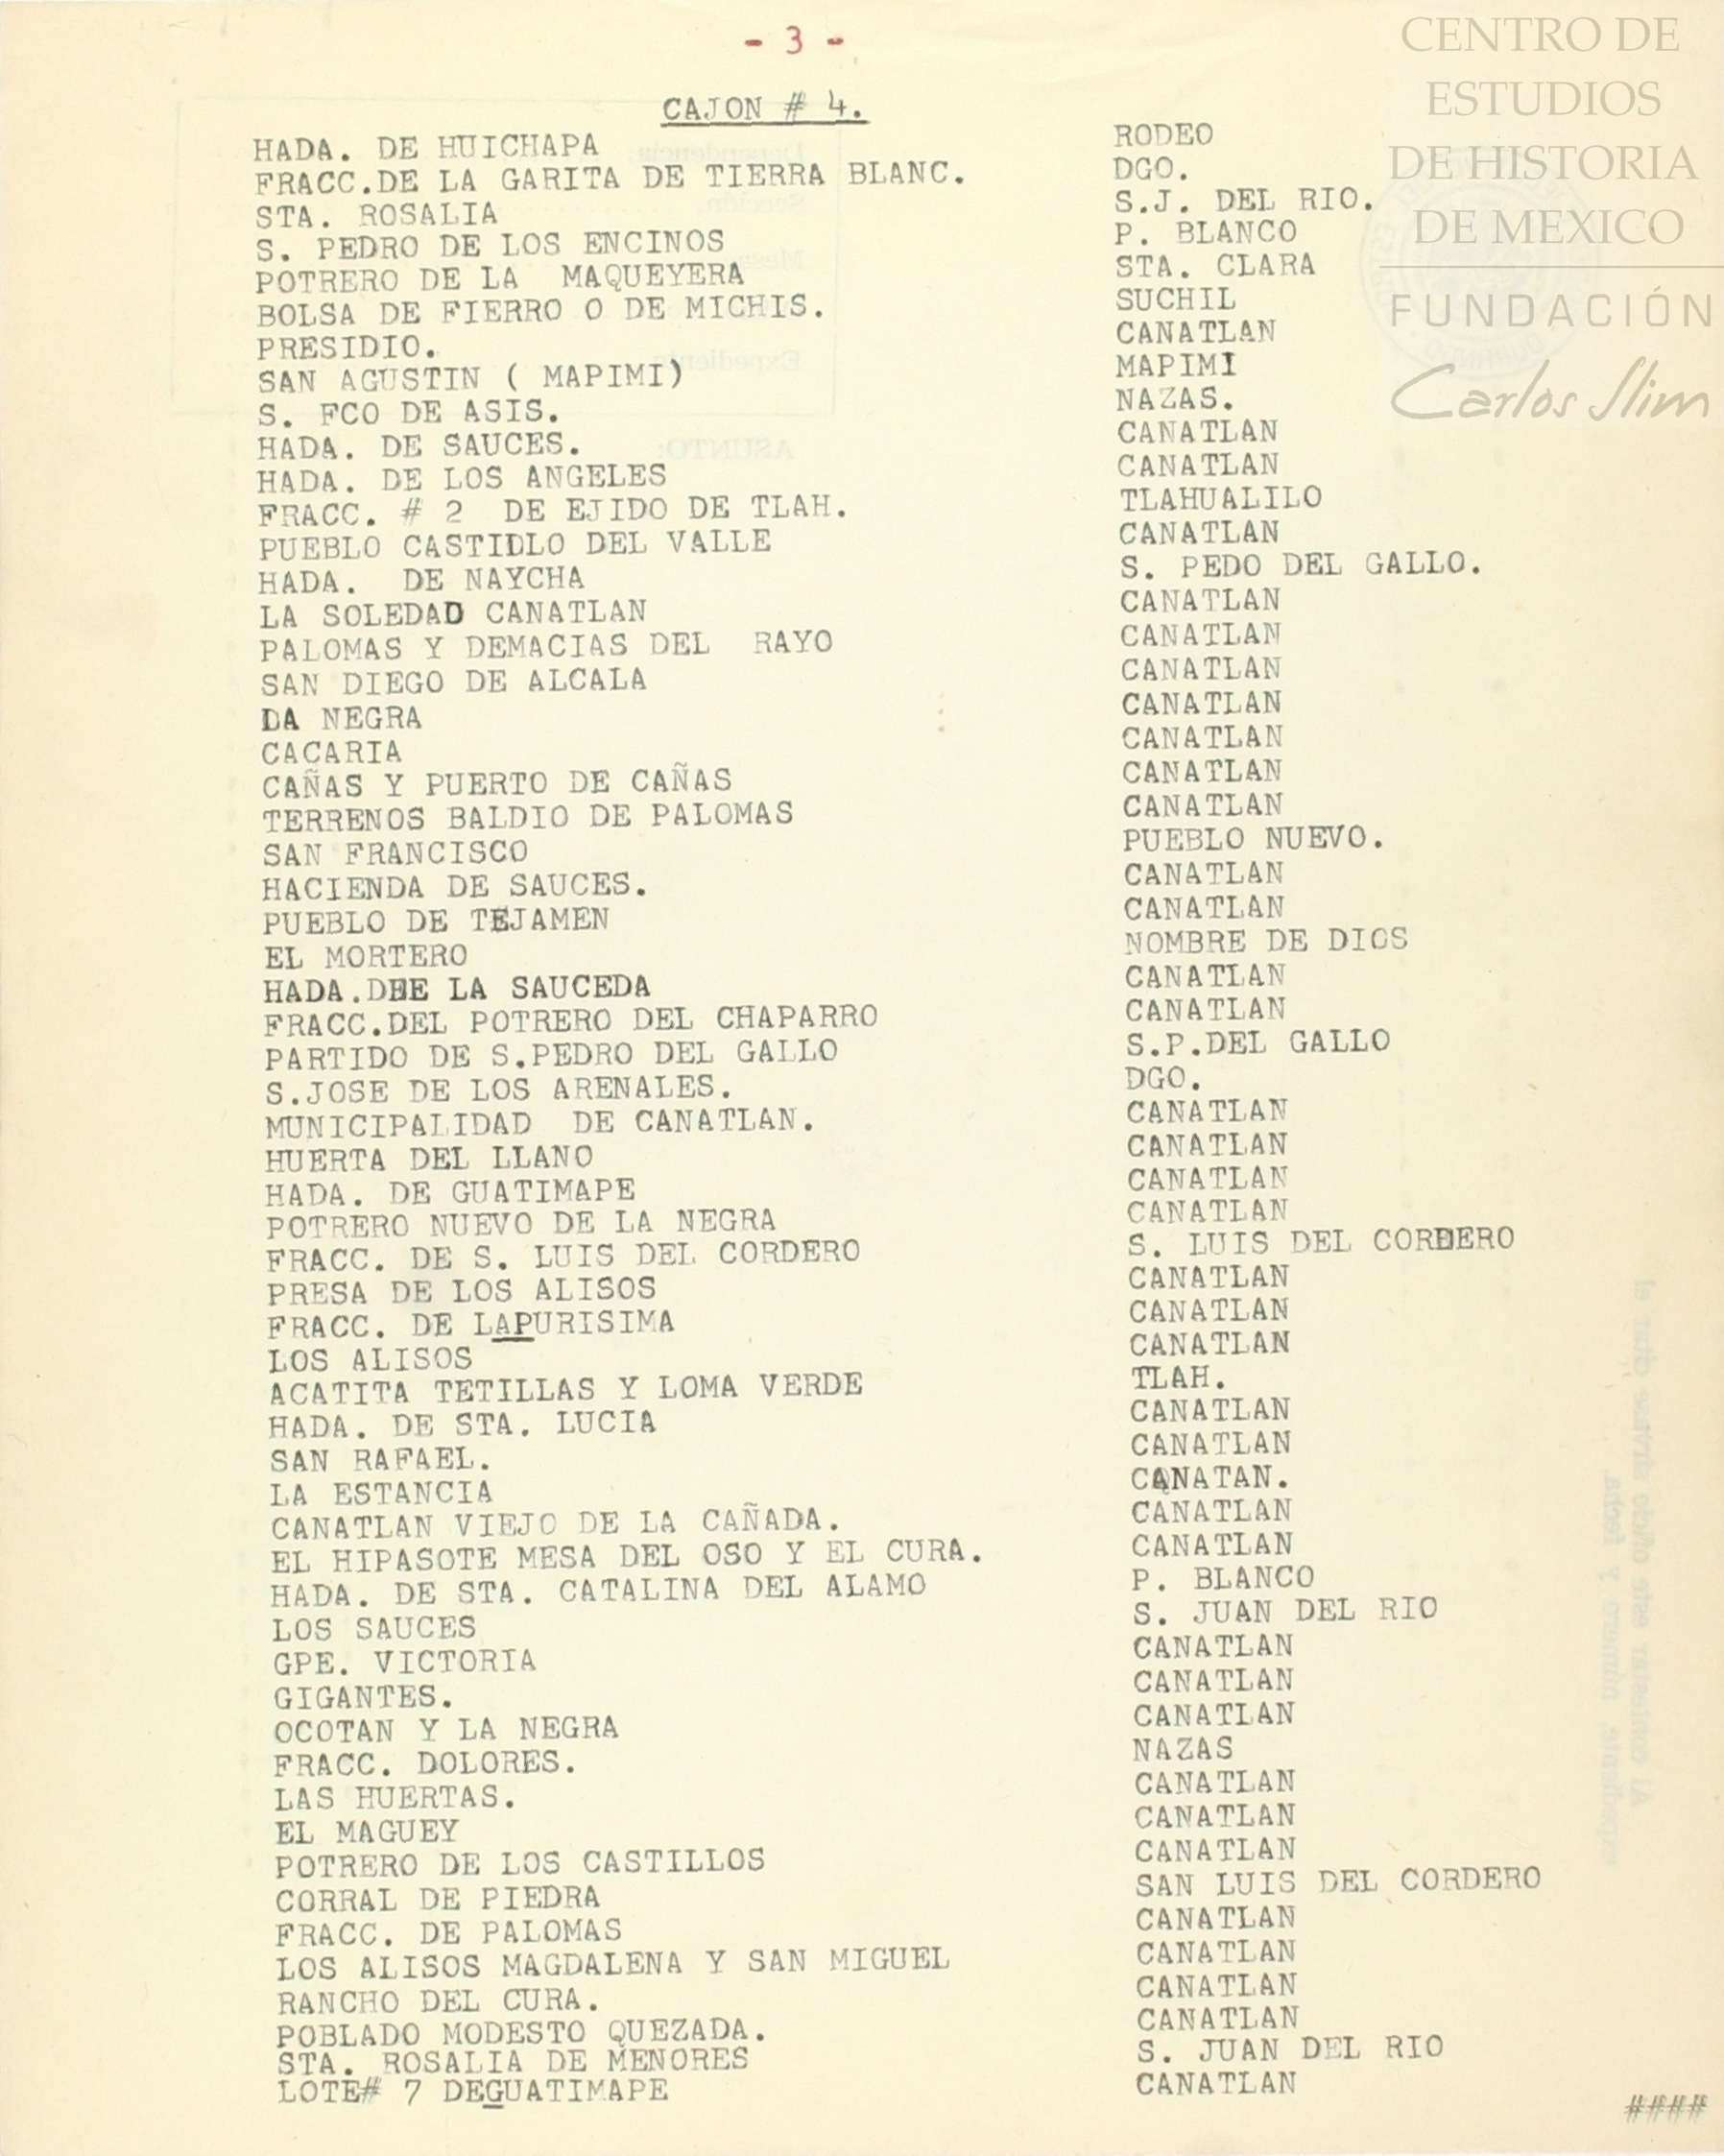 CENTRO DE
ESTUDIOS
DE HISTORIA
DE MEXICO
FUNDACIÓN
Carlos Slim
- 3 -
CAJON # 4.
HADA. DE HUICHAPA RODEO
FRACC.DE LA GARITA DE TIERRA BLANC. DGO.
STA. ROSALIA S.J. DEL RIO.
S. PEDRO DE LOS ENCINOS P. BLANCO
POTRERO DE LA MAQUEYERA STA. CLARA
BOLSA DE FIERRO O DE MICHIS. SUCHIL
PRESIDIO. CANATLAN
SAN AGUSTIN ( MAPIMI) MAPIMI
S. FCO DE ASIS. NAZAS.
HADA. DE SAUCES. CANATLAN
HADA. DE LOS ANGELES CANATLAN
FRACC. # 2 DE EJIDO DE TLAH. TLAHUALILO
PUEBLO CASTIDLO DEL VALLE CANATLAN
HADA. DE NAYCHA S. PEDO DEL GALLO.
LA SOLEDAD CANATLAN CANATLAN
PALOMAS Y DEMACIAS DEL RAYO CANATLAN
SAN DIEGO DE ALCALA CANATLAN
DA NEGRA CANATLAN
CACARIA CANATLAN
CAÑAS Y PUERTO DE CAÑAS CANATLAN
TERRENOS BALDIO DE PALOMAS CANATLAN
SAN FRANCISCO PUEBLO NUEVO.
HACIENDA DE SAUCES. CANATLAN
PUEBLO DE TEJAMEN CANATLAN
EL MORTERO NOMBRE DE DIOS
HADA.DEE LA SAUCEDA CANATLAN
FRACC.DEL POTRERO DEL CHAPARRO CANATLAN
PARTIDO DE S.PEDRO DEL GALLO S.P.DEL GALLO
S.JOSE DE LOS ARENALES. DGO.
MUNICIPALIDAD DE CANATLAN. CANATLAN
HUERTA DEL LLANO CANATLAN
HADA. DE GUATIMAPE CANATLAN
POTRERO NUEVO DE LA NEGRA CANATLAN
FRACC. DE S. LUIS DEL CORDERO S. LUIS DEL CORDERO
PRESA DE LOS ALISOS CANATLAN
FRACC. DE LAPURISIMA CANATLAN
LOS ALISOS CANATLAN
ACATITA TETILLAS Y LOMA VERDE TLAH.
HADA. DE STA. LUCIA CANATLAN
SAN RAFAEL. CANATLAN
LA ESTANCIA CANATAN.
CANATLAN VIEJO DE LA CAÑADA. CANATLAN
EL HIPASOTE MESA DEL OSO Y EL CURA. CANATLAN
HADA. DE STA. CATALINA DEL ALAMO P. BLANCO
LOS SAUCES S. JUAN DEL RIO
GPE. VICTORIA CANATLAN
GIGANTES. CANATLAN
OCOTAN Y LA NEGRA CANATLAN
FRACC. DOLORES. NAZAS
LAS HUERTAS. CANATLAN
EL MAGUEY CANATLAN
POTRERO DE LOS CASTILLOS CANATLAN
CORRAL DE PIEDRA SAN LUIS DEL CORDERO
FRACC. DE PALOMAS CANATLAN
LOS ALISOS MAGDALENA Y SAN MIGUEL CANATLAN
RANCHO DEL CURA. CANATLAN
POBLADO MODESTO QUEZADA. CANATLAN
STA. ROSALIA DE MENORES S. JUAN DEL RIO
LOTE# 7 DEGUATIMAPE CANATLAN
####